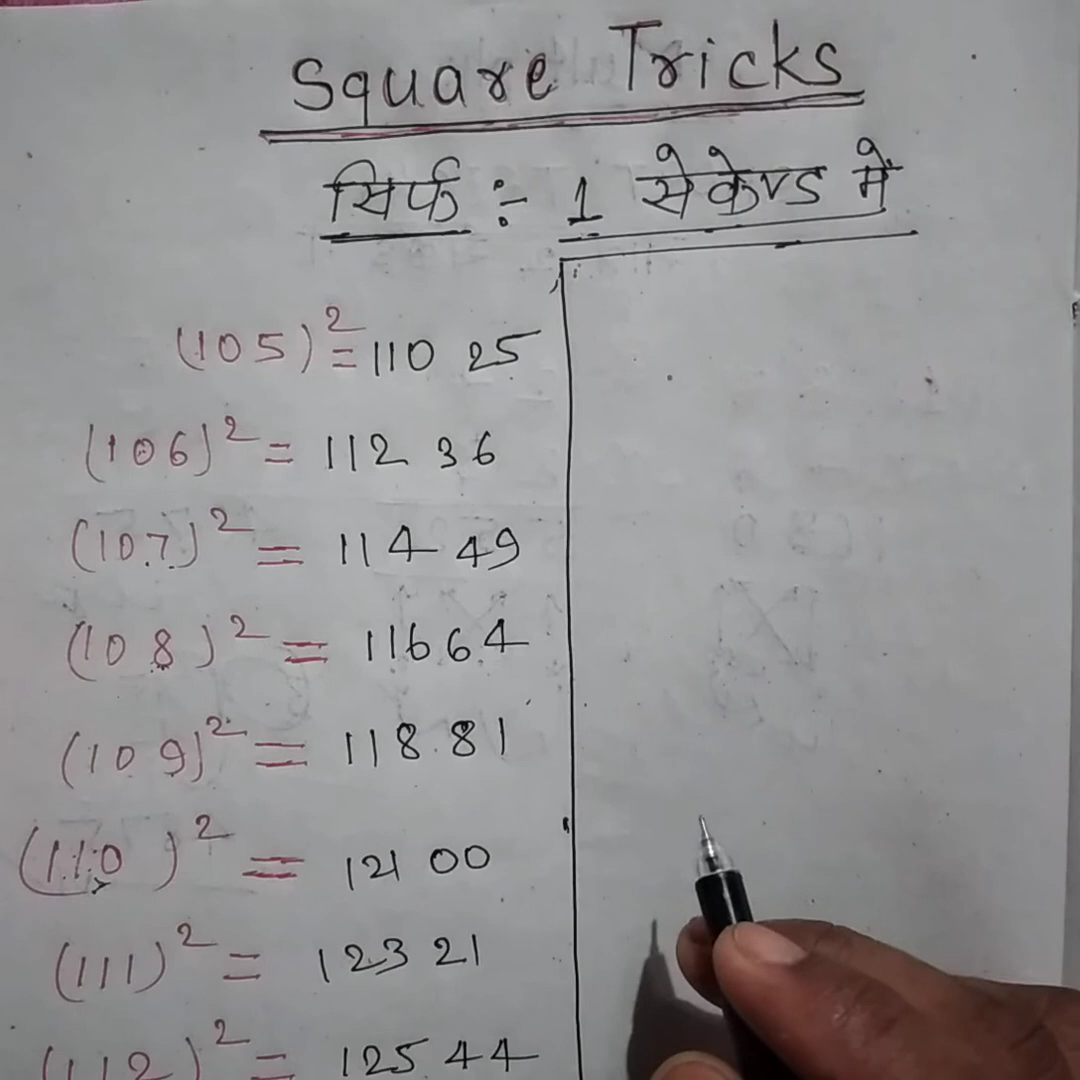 Square Tricks
सिर्फ :- 1 सेकेण्ड में
(105)² = 110 25
(106)² = 112 36
(107)² = 114 49
(108)² = 11664
(109)² = 118.81
(110)² = 121 00
(111)² = 123 21
(112)² = 125 44